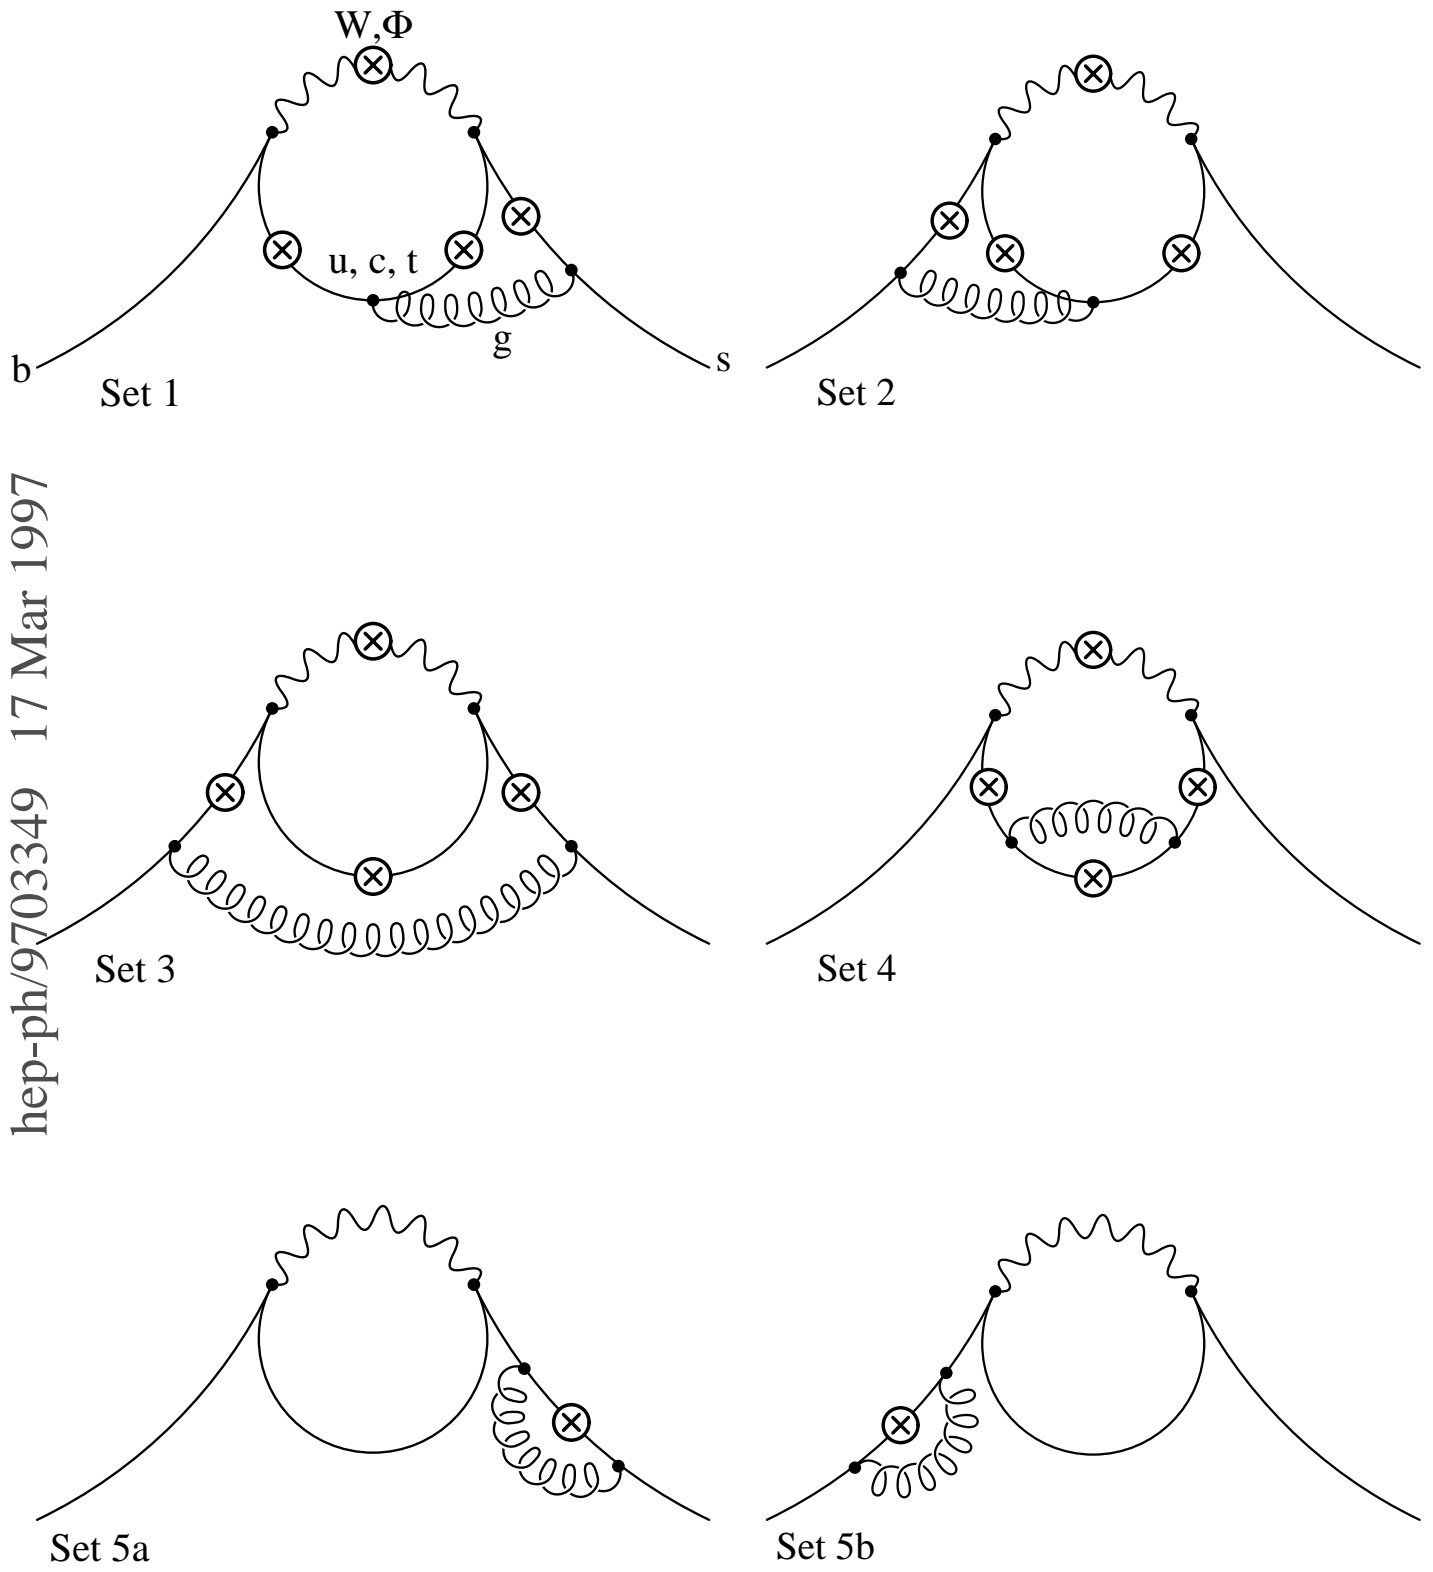 W,Φ
u, c, t
g
b
s
Set 1
Set 2
hep-ph/9703349 17 Mar 1997
Set 3
Set 4
Set 5a
Set 5b